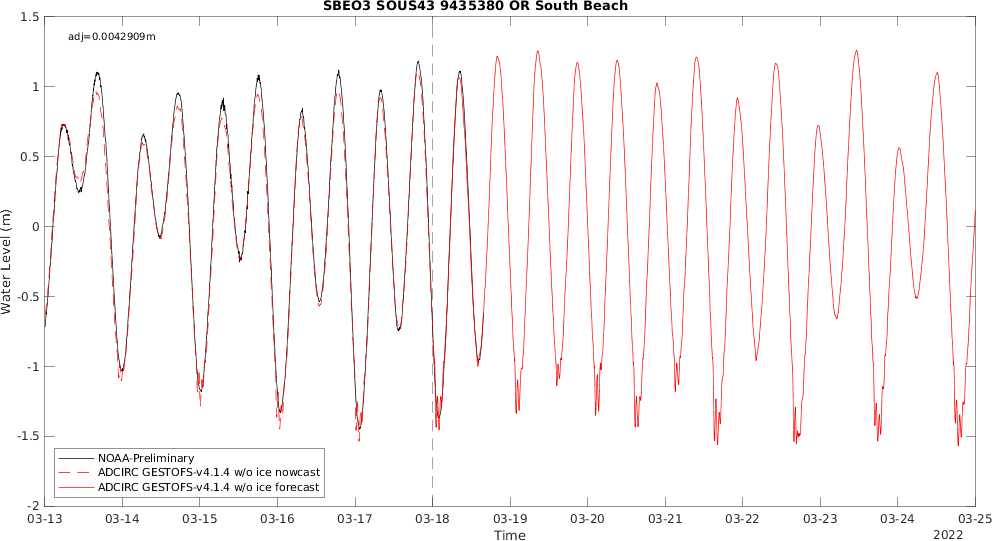 SBEO3 SOUS43 9435380 OR South Beach
adj=0.0042909m
Water Level (m)
1.5
1
0.5
0
-0.5
-1
-1.5
-2
NOAA-Preliminary
ADCIRC GESTOFS-v4.1.4 w/o ice nowcast
ADCIRC GESTOFS-v4.1.4 w/o ice forecast
03-13 03-14 03-15 03-16 03-17 03-18 03-19 03-20 03-21 03-22 03-23 03-24 03-25
Time
2022